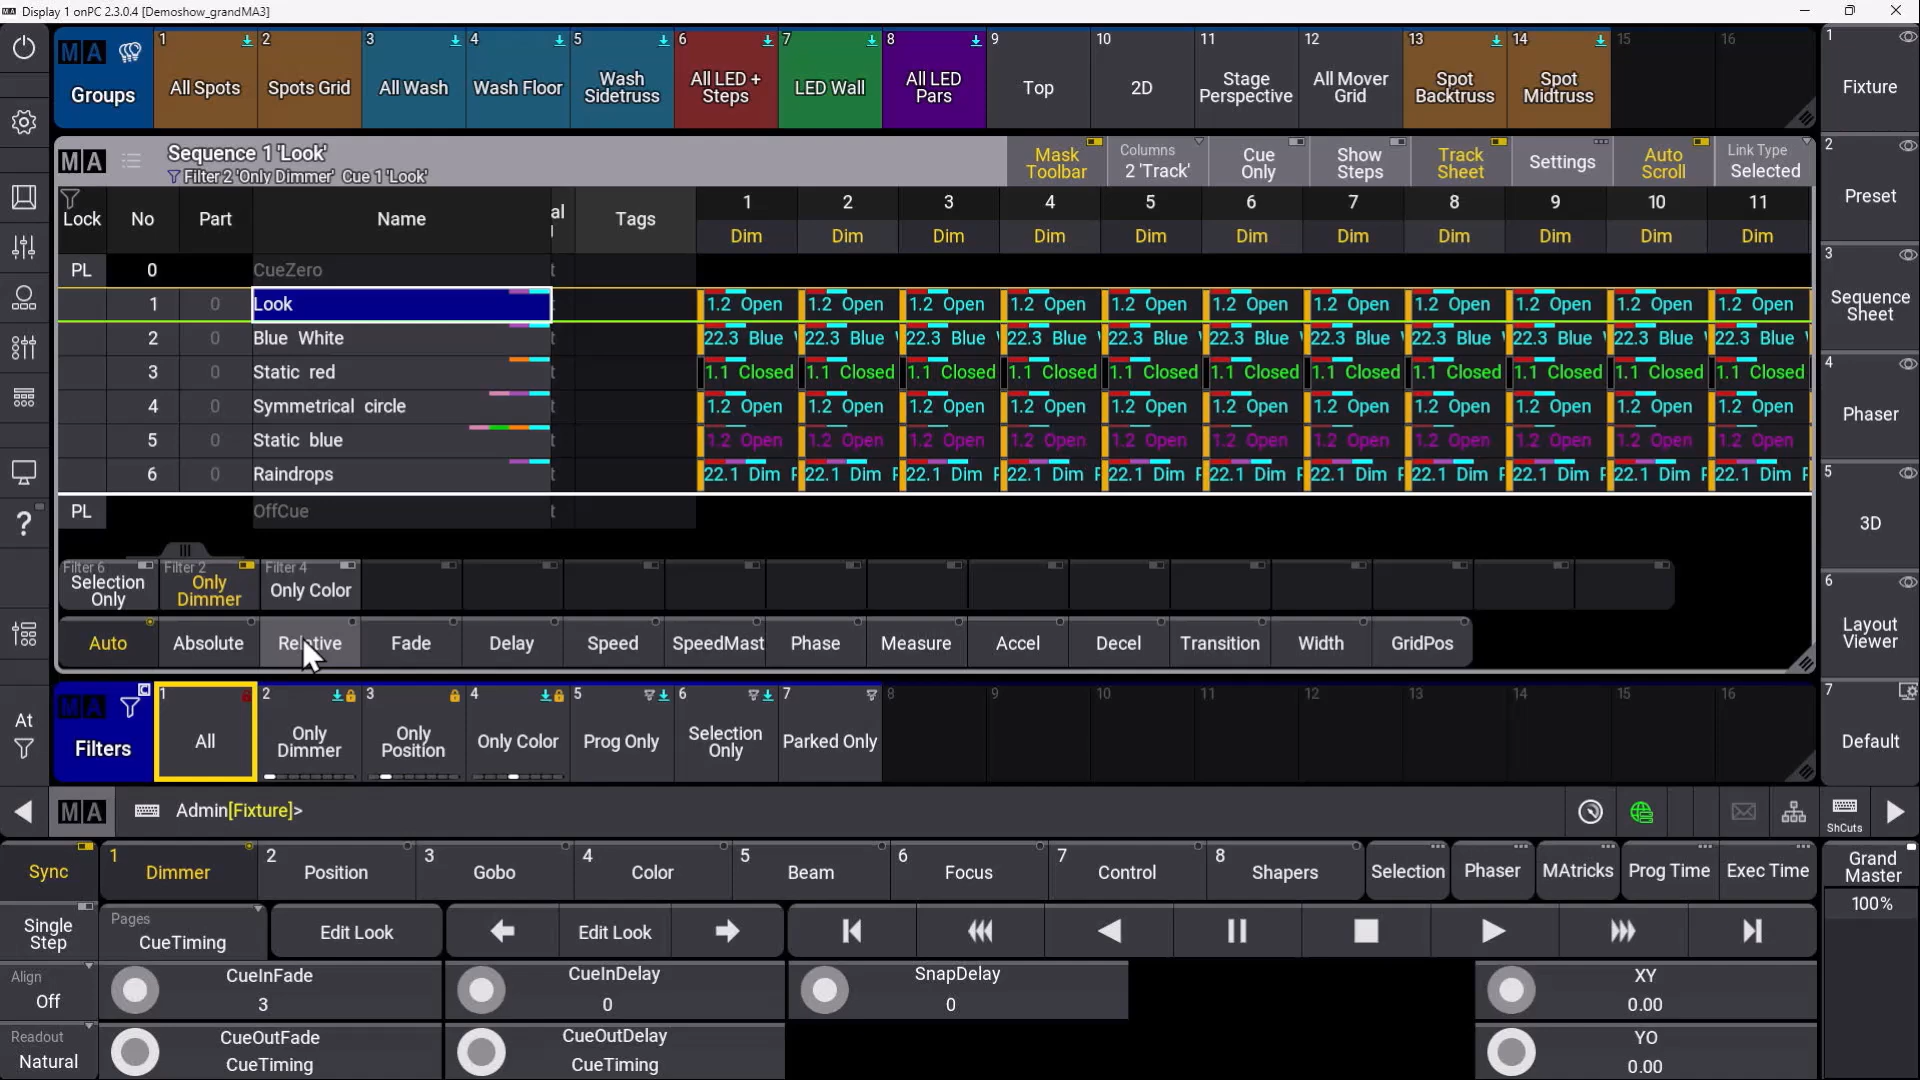 Display 1 onPC 2.3.0.4 [Demoshow_grandMA3]
MA Groups
1 All Spots
2 Spots Grid
3 All Wash
4 Wash Floor
5 Wash Sidetruss
6 All LED + Steps
7 LED Wall
8 All LED Pars
9 Top
10 2D
11 Stage Perspective
12 All Mover Grid
13 Spot Backtruss
14 Spot Midtruss
15
16
1 Fixture
2 Preset
3 Sequence Sheet
4 Phaser
5 3D
6 Layout Viewer
7 Default
MA
Sequence 1 'Look'
Filter 2 'Only Dimmer' Cue 1 'Look'
Mask Toolbar
Columns 2 'Track'
Cue Only
Show Steps
Track Sheet
Settings
Auto Scroll
Link Type Selected
Lock No Part Name al Tags 1 2 3 4 5 6 7 8 9 10 11
Dim Dim Dim Dim Dim Dim Dim Dim Dim Dim Dim
PL 0 CueZero t
1 0 Look 1.2 Open 1.2 Open 1.2 Open 1.2 Open 1.2 Open 1.2 Open 1.2 Open 1.2 Open 1.2 Open 1.2 Open 1.2 Open
2 0 Blue White t 22.3 Blue 22.3 Blue 22.3 Blue 22.3 Blue 22.3 Blue 22.3 Blue 22.3 Blue 22.3 Blue 22.3 Blue 22.3 Blue 22.3 Blue
3 0 Static red t 1.1 Closed 1.1 Closed 1.1 Closed 1.1 Closed 1.1 Closed 1.1 Closed 1.1 Closed 1.1 Closed 1.1 Closed 1.1 Closed 1.1 Closed
4 0 Symmetrical circle t 1.2 Open 1.2 Open 1.2 Open 1.2 Open 1.2 Open 1.2 Open 1.2 Open 1.2 Open 1.2 Open 1.2 Open 1.2 Open
5 0 Static blue t 1.2 Open 1.2 Open 1.2 Open 1.2 Open 1.2 Open 1.2 Open 1.2 Open 1.2 Open 1.2 Open 1.2 Open 1.2 Open
6 0 Raindrops t 22.1 Dim 22.1 Dim 22.1 Dim 22.1 Dim 22.1 Dim 22.1 Dim 22.1 Dim 22.1 Dim 22.1 Dim 22.1 Dim 22.1 Dim
PL OffCue t
Filter 6 Selection Only
Filter 2 Only Dimmer
Filter 4 Only Color
Auto Absolute Relative Fade Delay Speed SpeedMast Phase Measure Accel Decel Transition Width GridPos
At
MA Filters
1 All
2 Only Dimmer
3 Only Position
4 Only Color
5 Prog Only
6 Selection Only
7 Parked Only
8
9
10
11
12
13
14
15
16
MA Admin[Fixture]>
ShCuts
Sync
1 Dimmer
2 Position
3 Gobo
4 Color
5 Beam
6 Focus
7 Control
8 Shapers
Selection Phaser MAtricks Prog Time Exec Time
Grand Master
100%
Single Step
Pages CueTiming
Edit Look
Edit Look
Align Off
CueInFade 3
CueInDelay 0
SnapDelay 0
XY 0.00
Readout Natural
CueOutFade CueTiming
CueOutDelay CueTiming
YO 0.00